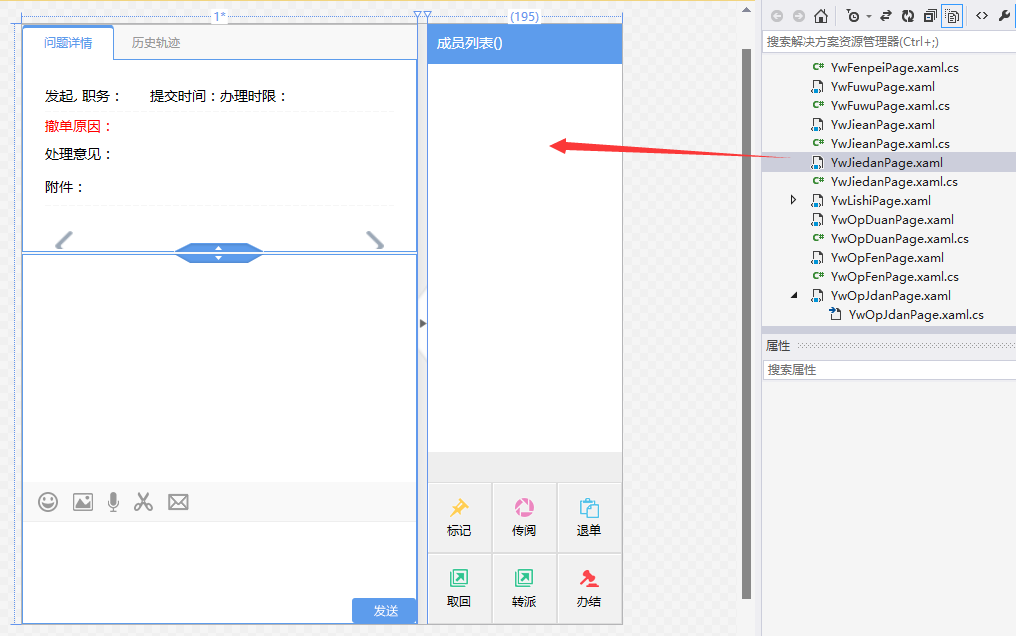 1*
(195)
问题详情 历史轨迹
发起, 职务： 提交时间：办理时限：
撤单原因：
处理意见：
附件：
发送
成员列表()
标记 传阅 退单
取回 转派 办结
搜索解决方案资源管理器(Ctrl+;)
C# YwFenpeiPage.xaml.cs
YwFuwuPage.xaml
C# YwFuwuPage.xaml.cs
YwJieanPage.xaml
C# YwJieanPage.xaml.cs
YwJiedanPage.xaml
C# YwJiedanPage.xaml.cs
YwLishiPage.xaml
YwOpDuanPage.xaml
C# YwOpDuanPage.xaml.cs
YwOpFenPage.xaml
C# YwOpFenPage.xaml.cs
YwOpJdanPage.xaml
YwOpJdanPage.xaml.cs
属性
搜索属性